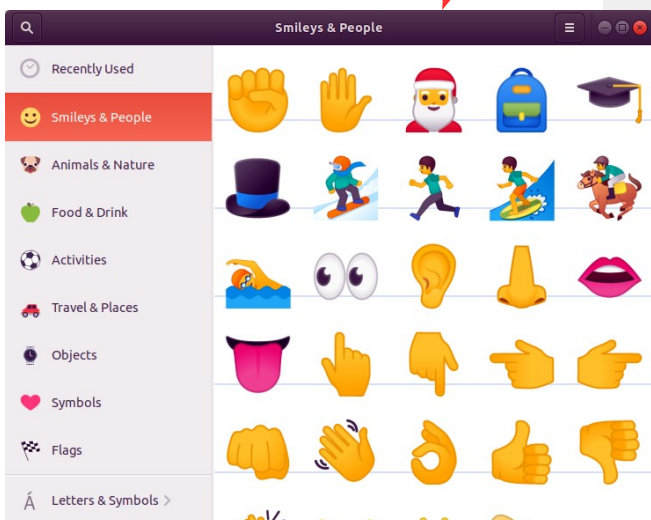 Smileys & People
Recently Used
Smileys & People
Animals & Nature
Food & Drink
Activities
Travel & Places
Objects
Symbols
Flags
Á Letters & Symbols >